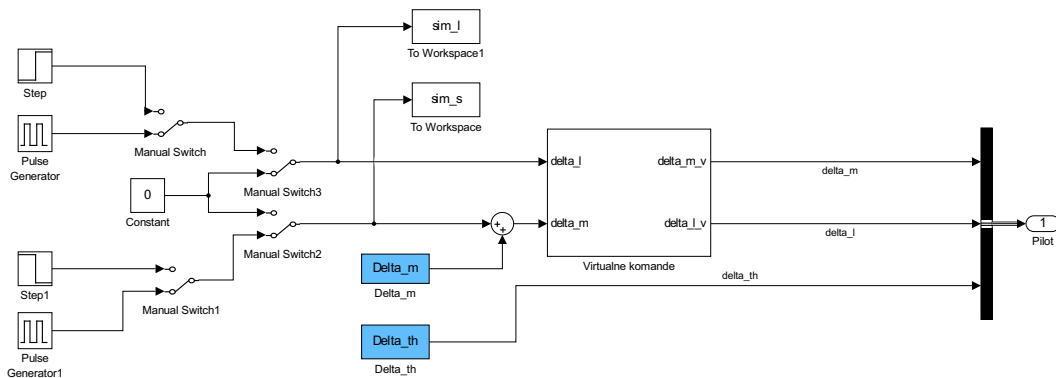 sim_l
To Workspace1
Step
sim_s
To Workspace
Pulse
Generator
Manual Switch
delta_l
delta_m_v
delta_m
Manual Switch3
0
Constant
delta_m
delta_l_v
delta_l
1
Pilot
Manual Switch2
Virtualne komande
Delta_m
Delta_m
delta_th
Step1
Manual Switch1
Pulse
Generator1
Delta_th
Delta_th